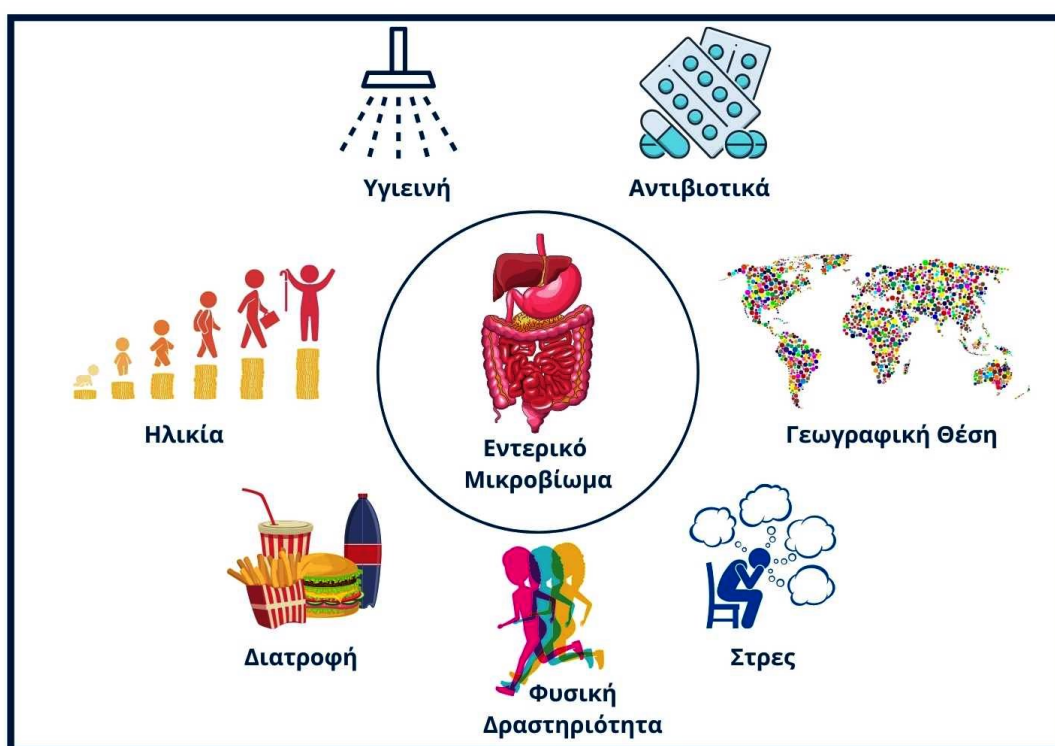 Υγιεινή
Αντιβιοτικά
Ηλικία
Εντερικό
Μικροβίωμα
Γεωγραφική Θέση
Διατροφή
Φυσική
Δραστηριότητα
Στρες